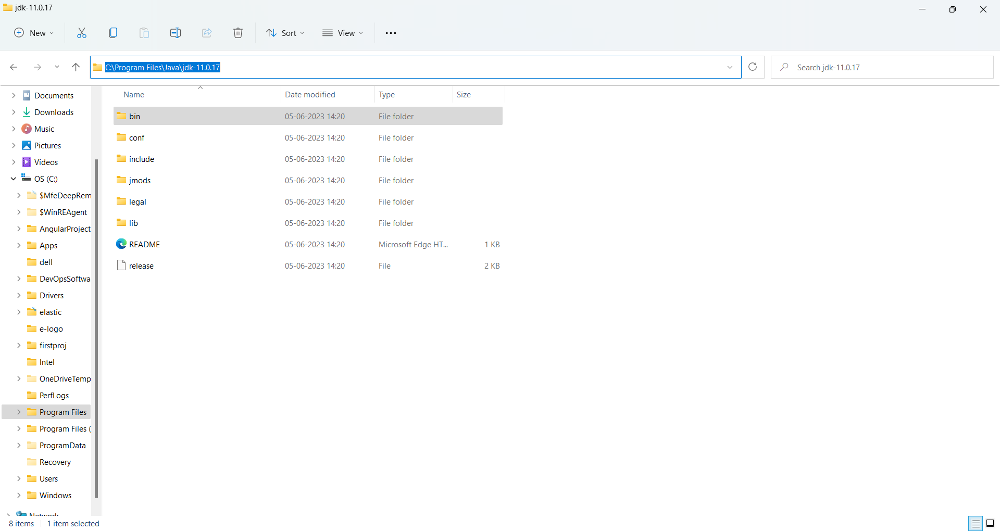 jdk-11.0.17
New
Sort
View
C:\Program Files\Java\jdk-11.0.17
Search jdk-11.0.17
Name Date modified Type Size
bin 05-06-2023 14:20 File folder
conf 05-06-2023 14:20 File folder
include 05-06-2023 14:20 File folder
jmods 05-06-2023 14:20 File folder
legal 05-06-2023 14:20 File folder
lib 05-06-2023 14:20 File folder
README 05-06-2023 14:20 Microsoft Edge HT... 1 KB
release 05-06-2023 14:20 File 2 KB
Documents
Downloads
Music
Pictures
Videos
OS (C:)
$MfeDeepRem
$WinREAgent
AngularProject
Apps
dell
DevOpsSoftwa
Drivers
elastic
e-logo
firstproj
Intel
OneDriveTemp
PerfLogs
Program Files
Program Files (
ProgramData
Recovery
Users
Windows
Network
8 items 1 item selected